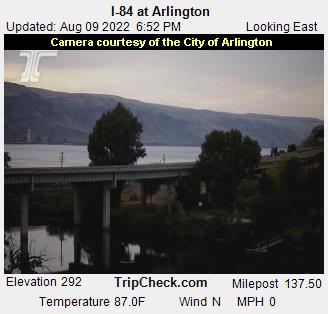 I-84 at Arlington
Updated: Aug 09 2022 6:52 PM Looking East
Camera courtesy of the City of Arlington
Elevation 292 TripCheck.com Milepost 137.50
Temperature 87.0F Wind N MPH 0